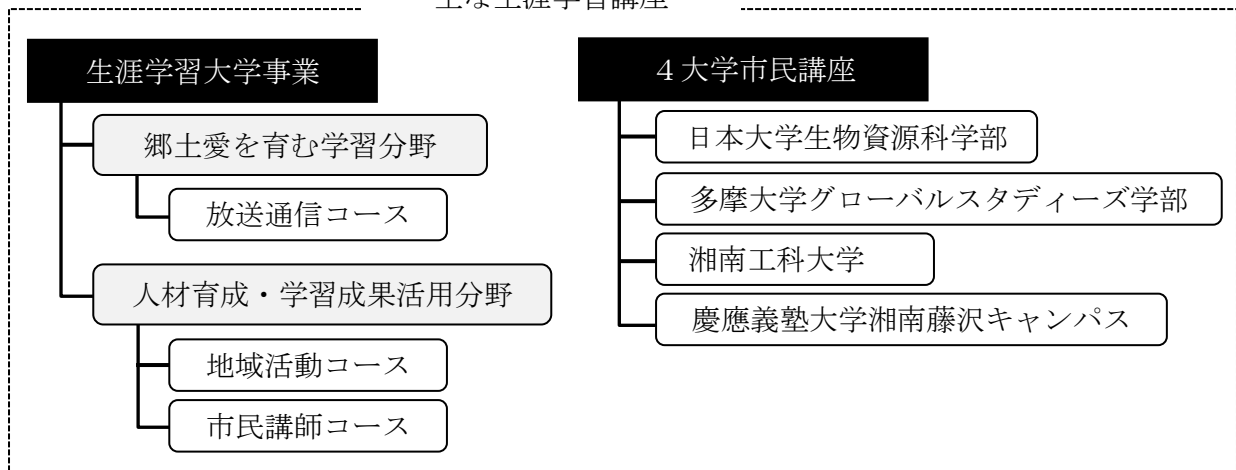 主な生涯学習講座
生涯学習大学事業
郷土愛を育む学習分野
放送通信コース
人材育成・学習成果活用分野
地域活動コース
市民講師コース
4大学市民講座
日本大学生物資源科学部
多摩大学グローバルスタディーズ学部
湘南工科大学
慶應義塾大学湘南藤沢キャンパス